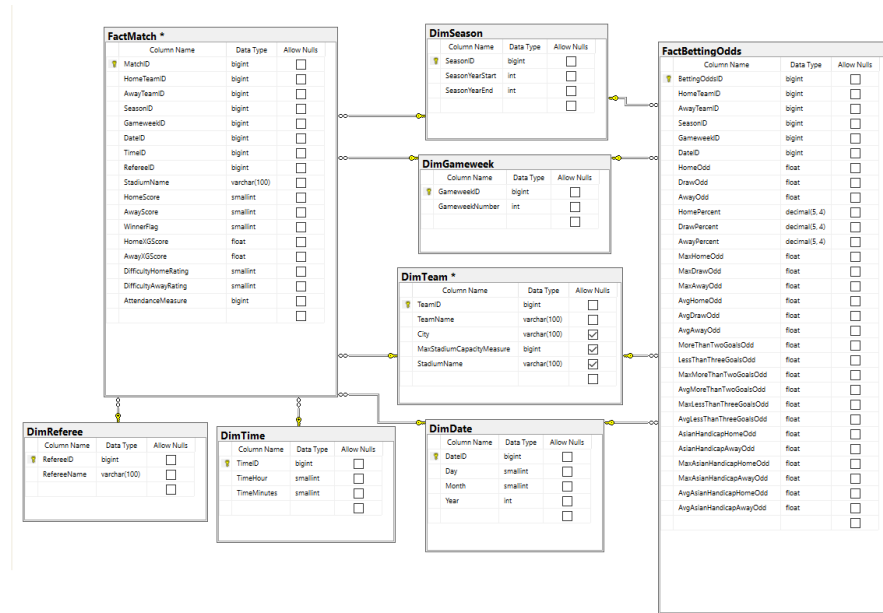 FactMatch *
Column Name Data Type Allow Nulls
MatchID bigint
HomeTeamID bigint
AwayTeamID bigint
SeasonID bigint
GameweekID bigint
DateID bigint
TimeID bigint
RefereeID bigint
StadiumName varchar(100)
HomeScore smallint
AwayScore smallint
WinnerFlag smallint
HomeXGScore float
AwayXGScore float
DifficultyHomeRating smallint
DifficultyAwayRating smallint
AttendanceMeasure bigint
DimSeason
Column Name Data Type Allow Nulls
SeasonID bigint
SeasonYearStart int
SeasonYearEnd int
DimGameweek
Column Name Data Type Allow Nulls
GameweekID bigint
GameweekNumber int
DimTeam *
Column Name Data Type Allow Nulls
TeamID bigint
TeamName varchar(100)
City varchar(100)
MaxStadiumCapacityMeasure bigint
StadiumName varchar(100)
FactBettingOdds
Column Name Data Type Allow Nulls
BettingOddsID bigint
HomeTeamID bigint
AwayTeamID bigint
SeasonID bigint
GameweekID bigint
DateID bigint
HomeOdd float
DrawOdd float
AwayOdd float
HomePercent decimal(5, 4)
DrawPercent decimal(5, 4)
AwayPercent decimal(5, 4)
MaxHomeOdd float
MaxDrawOdd float
MaxAwayOdd float
AvgHomeOdd float
AvgDrawOdd float
AvgAwayOdd float
MoreThanTwoGoalsOdd float
LessThanThreeGoalsOdd float
MaxMoreThanTwoGoalsOdd float
AvgMoreThanTwoGoalsOdd float
MaxLessThanThreeGoalsOdd float
AvgLessThanThreeGoalsOdd float
AsianHandicapHomeOdd float
AsianHandicapAwayOdd float
MaxAsianHandicapHomeOdd float
MaxAsianHandicapAwayOdd float
AvgAsianHandicapHomeOdd float
AvgAsianHandicapAwayOdd float
DimReferee
Column Name Data Type Allow Nulls
RefereeID bigint
RefereeName varchar(100)
DimTime
Column Name Data Type Allow Nulls
TimeID bigint
TimeHour smallint
TimeMinutes smallint
DimDate
Column Name Data Type Allow Nulls
DateID bigint
Day smallint
Month smallint
Year int